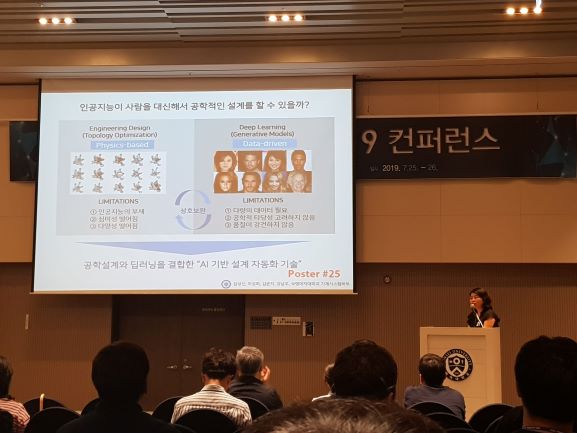 인공지능이 사람을 대신해서 공학적인 설계를 할 수 있을까?
Engineering Design
(Topology Optimization)
Physics-based
LIMITATIONS
① 인공지능의 부재
② 심미성 떨어짐
③ 다양성 떨어짐
상호보완
Deep Learning
(Generative Models)
Data-driven
LIMITATIONS
① 다량의 데이터 필요
② 공학적 타당성 고려하지 않음
③ 품질이 강건하지 않음
공학설계와 딥러닝을 결합한 "AI 기반 설계 자동화 기술"
Poster #25
9 컨퍼런스
일시 2019. 7.25. ~ 26.